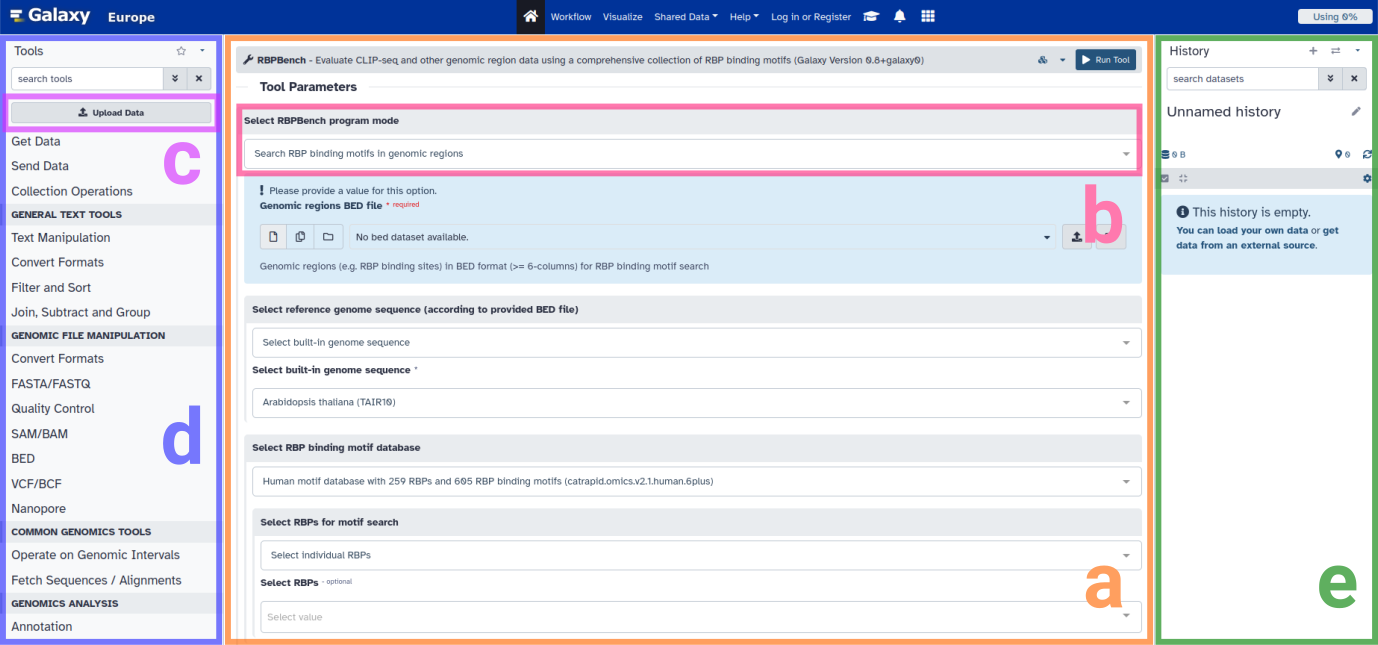 Galaxy Europe
Workflow Visualize Shared Data Help Log in or Register
Using 0%
Tools
search tools
Upload Data
c
Get Data
Send Data
Collection Operations
GENERAL TEXT TOOLS
Text Manipulation
Convert Formats
Filter and Sort
Join, Subtract and Group
GENOMIC FILE MANIPULATION
Convert Formats
FASTA/FASTQ
Quality Control
d
SAM/BAM
BED
VCF/BCF
Nanopore
COMMON GENOMICS TOOLS
Operate on Genomic Intervals
Fetch Sequences / Alignments
GENOMICS ANALYSIS
Annotation
RBPBench - Evaluate CLIP-seq and other genomic region data using a comprehensive collection of RBP binding motifs (Galaxy Version 0.8+galaxy0)
Run Tool
Tool Parameters
Select RBPBench program mode
Search RBP binding motifs in genomic regions
b
! Please provide a value for this option.
Genomic regions BED file * required
No bed dataset available.
Genomic regions (e.g. RBP binding sites) in BED format (>= 6-columns) for RBP binding motif search
Select reference genome sequence (according to provided BED file)
Select built-in genome sequence
Select built-in genome sequence *
Arabidopsis thaliana (TAIR10)
Select RBP binding motif database
Human motif database with 259 RBPs and 605 RBP binding motifs (catrapid.omics.v2.1.human.6plus)
Select RBPs for motif search
Select individual RBPs
Select RBPs - optional
a
Select value
History
search datasets
Unnamed history
0 B
0
This history is empty.
You can load your own data or get
data from an external source.
e